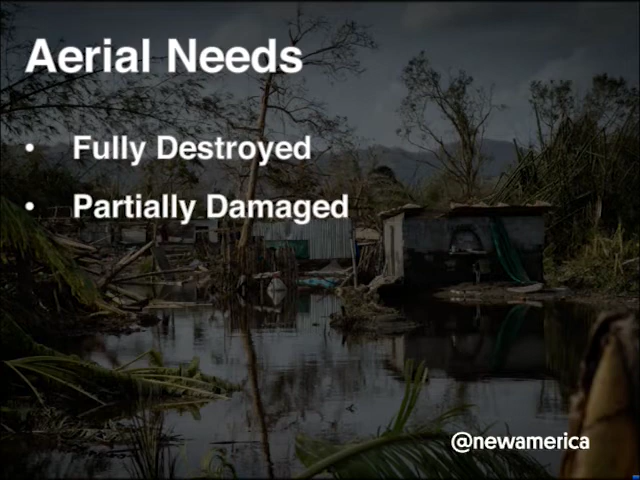 Aerial Needs
• Fully Destroyed
• Partially Damaged
@newamerica